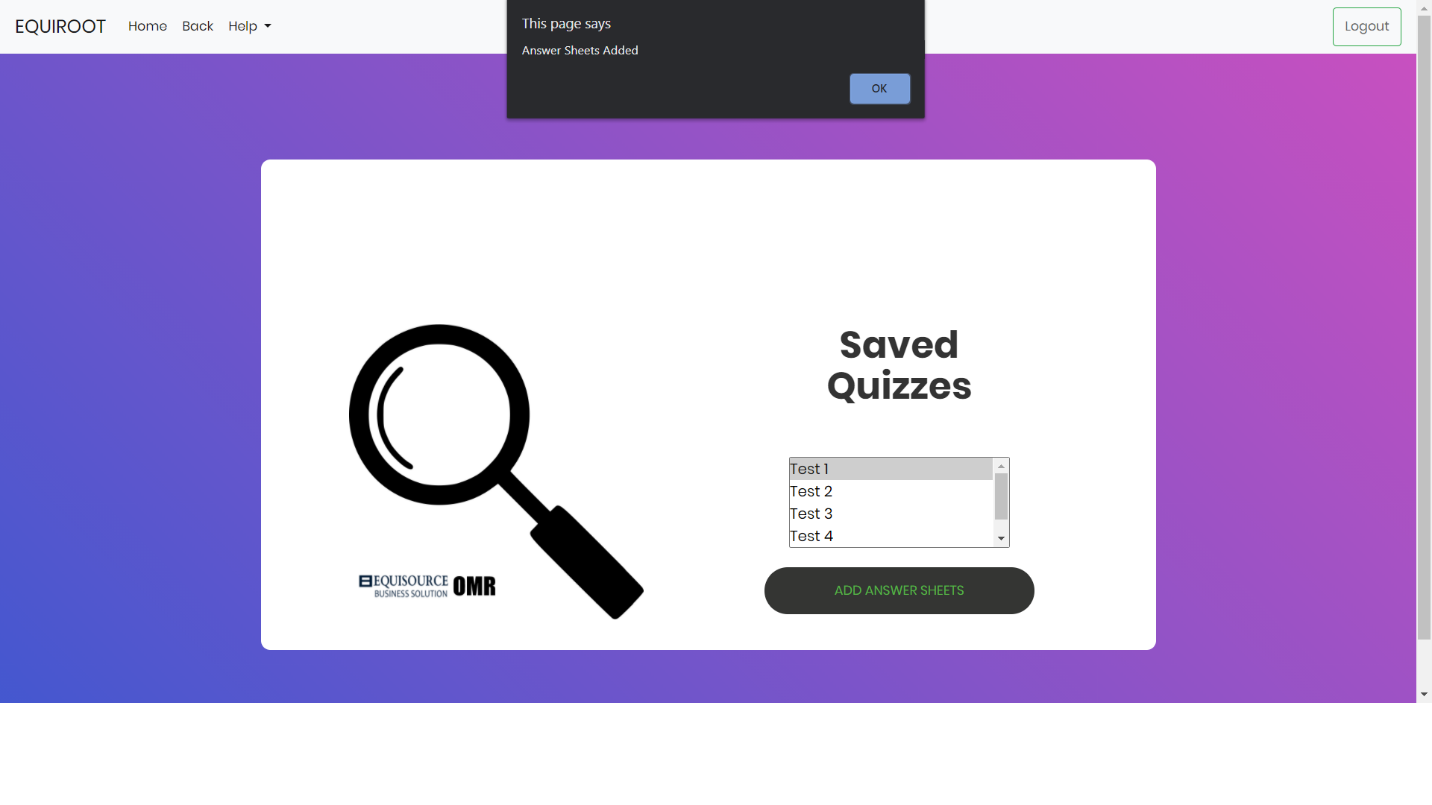 EQUIROOT Home Back Help
This page says
Answer Sheets Added
OK
Logout
Saved
Quizzes
Test 1
Test 2
Test 3
Test 4
ADD ANSWER SHEETS
EQUISOURCE
BUSINESS SOLUTION
OMR